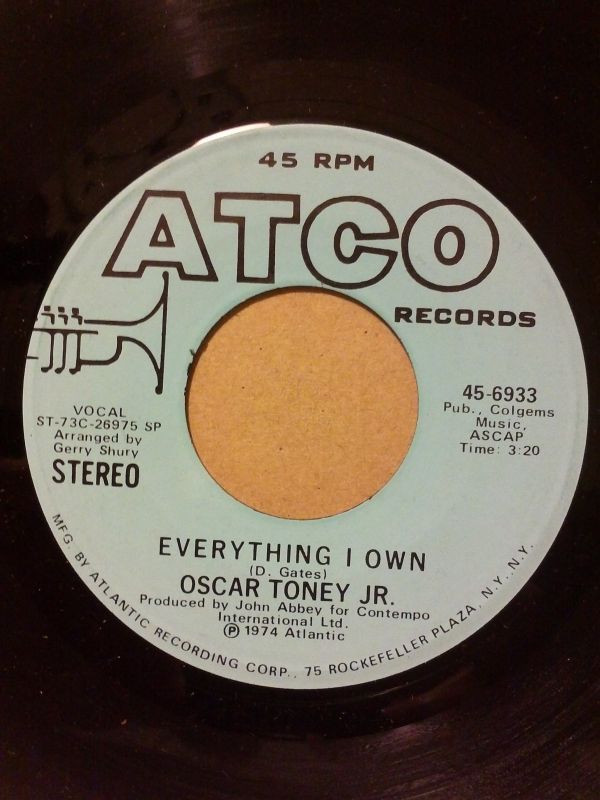 45 RPM
ATCO
RECORDS
VOCAL
ST-73C-26975 SP
Arranged by
Gerry Shury
STEREO
45-6933
Pub., Colgems
Music,
ASCAP
Time: 3:20
EVERYTHING I OWN
(D. Gates)
OSCAR TONEY JR.
Produced by John Abbey for Contempo
International Ltd.
Ⓟ 1974 Atlantic
MFG. BY ATLANTIC RECORDING CORP., 75 ROCKEFELLER PLAZA, N.Y., N.Y.